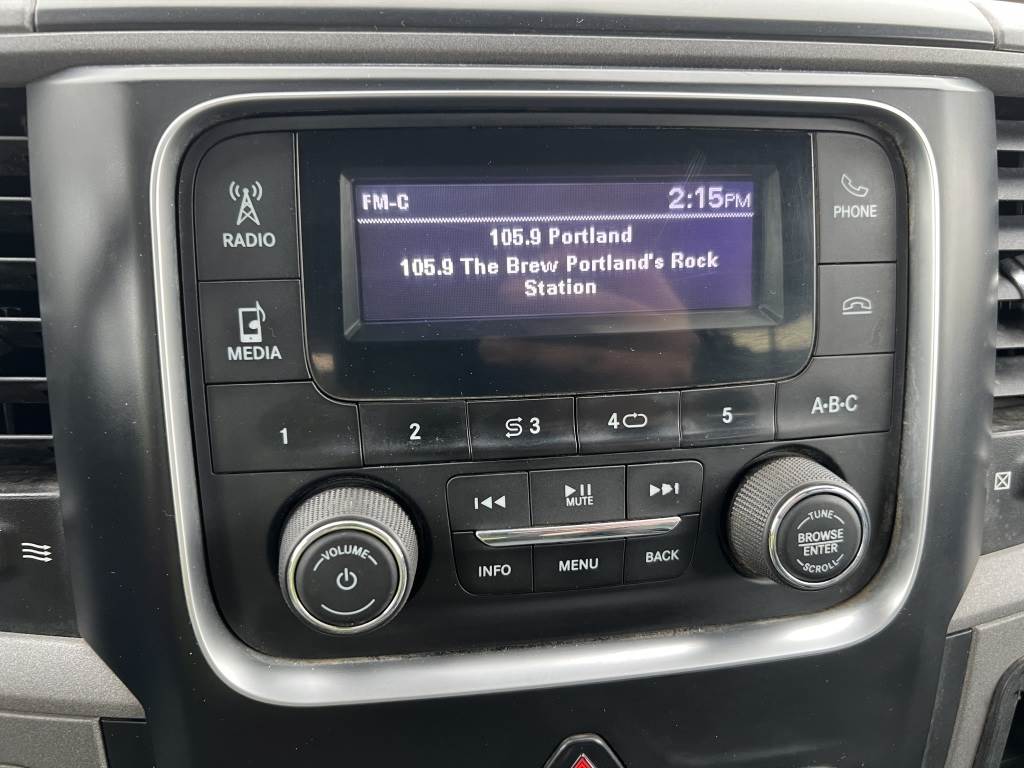 FM-C 2:15PM
105.9 Portland
105.9 The Brew Portland's Rock
Station
RADIO
PHONE
MEDIA
1 2 3 4 5 A·B·C
MUTE
INFO MENU BACK
VOLUME
TUNE
BROWSE
ENTER
SCROLL